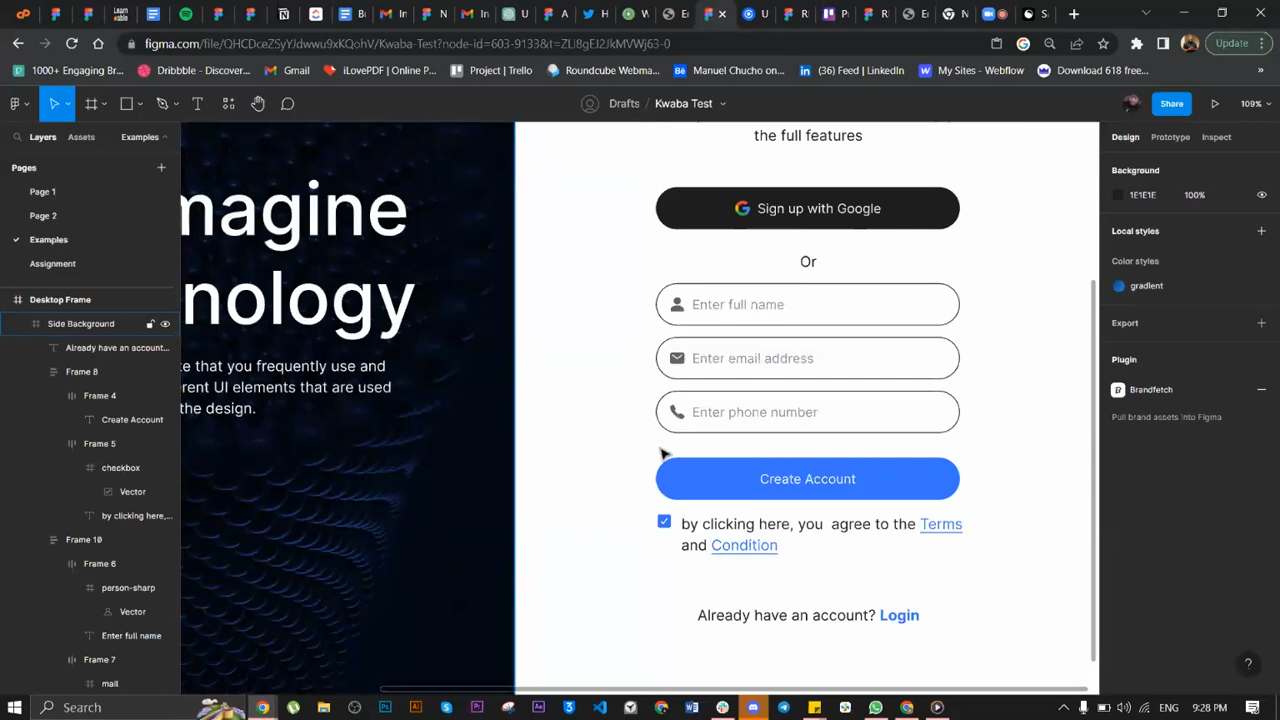 figma.com/file/QHCDceZSyYJdwwu9xKQohV/Kwaba-Test?node-id=603-9133&t=ZLI8gEJ2JkMVWj63-0
Update
1000+ Engaging Br...
Dribbble - Discover...
Gmail
iLovePDF | Online P...
Project | Trello
Roundcube Webma...
Manuel Chucho on...
(36) Feed | LinkedIn
My Sites - Webflow
Download 618 free...
Drafts / Kwaba Test
Share
109%
Layers
Assets
Examples
Pages
Page 1
Page 2
Examples
Assignment
Desktop Frame
Side Background
Already have an account...
Frame 8
Frame 4
Create Account
Frame 5
checkbox
Vector
by clicking here,...
Frame 10
Frame 6
person-sharp
Vector
Enter full name
Frame 7
mail
magine
nology
te that you frequently use and
erent UI elements that are used
the design.
the full features
Sign up with Google
Or
Enter full name
Enter email address
Enter phone number
Create Account
by clicking here, you agree to the Terms
and Condition
Already have an account? Login
Design
Prototype
Inspect
Background
1E1E1E
100%
Local styles
Color styles
gradient
Export
Plugin
Brandfetch
Pull brand assets into Figma
Search
ENG
9:28 PM